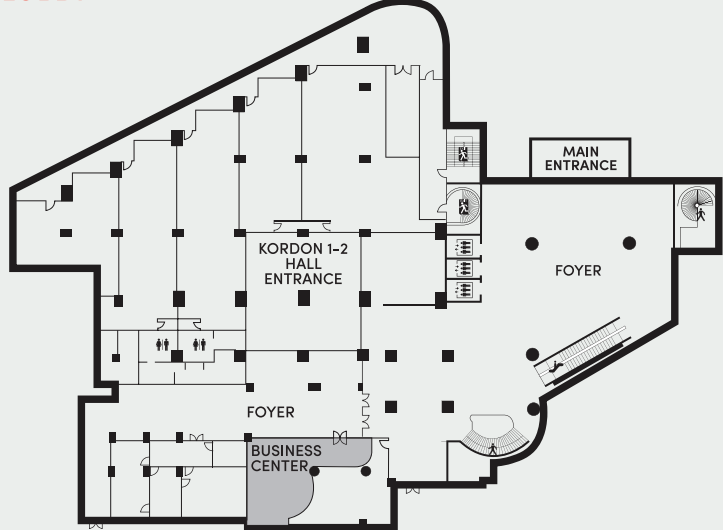 MAIN
ENTRANCE
KORDON 1-2
HALL
ENTRANCE
FOYER
FOYER
BUSINESS
CENTER